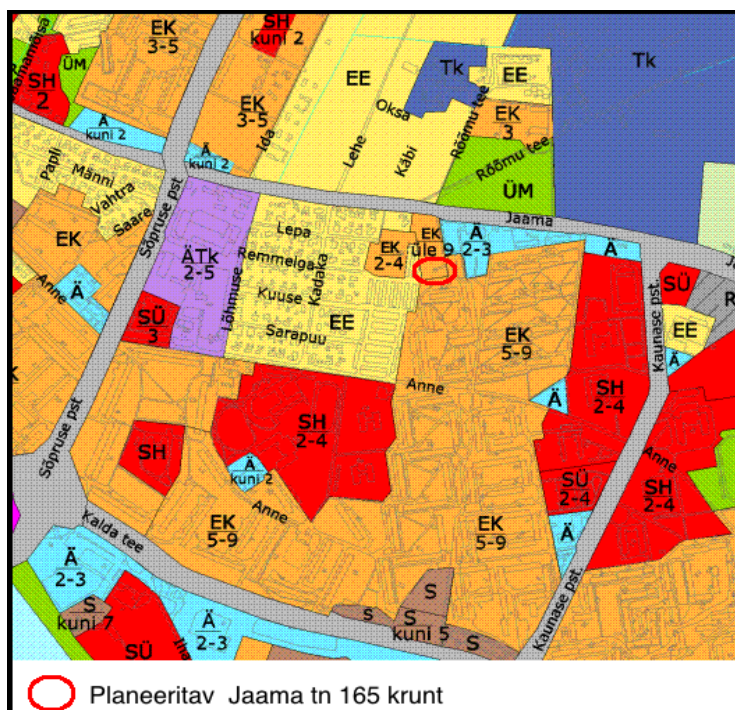 EK
3-5
SH
kuni 2
EE
Tk
EE
Tk
SH
2
ÜM
EK
3-5
Ida
Lehe
Oksa
Käbi
Rõõmu tee
EK
3
Rõõmu tee
ÜM
Ä
kuni 2
Ä
kuni 2
Papli
Männi
Vahtra
Saare
Sõpruse pst
Jaama
EK
Anne
Ä
ÄTk
2-5
Lõhmuse
Lepa
Remmelga
Kadaka
Kuuse
Sarapuu
EE
EK
2-4
EK
üle 9
Ä
2-3
Ä
SÜ
3
SÜ
Kaunase pst.
EE
Ä
EK
5-9
Anne
Ä
SH
2-4
SH
2-4
SH
Ä
kuni 2
Anne
Sõpruse pst
SÜ
2-4
Anne
SH
2-4
EK
5-9
EK
5-9
Ä
Kalda tee
Kaunase pst.
Ä
2-3
S
kuni 7
SÜ
Ä
2-3
S
S
kuni 5
S
Planeeritav Jaama tn 165 krunt